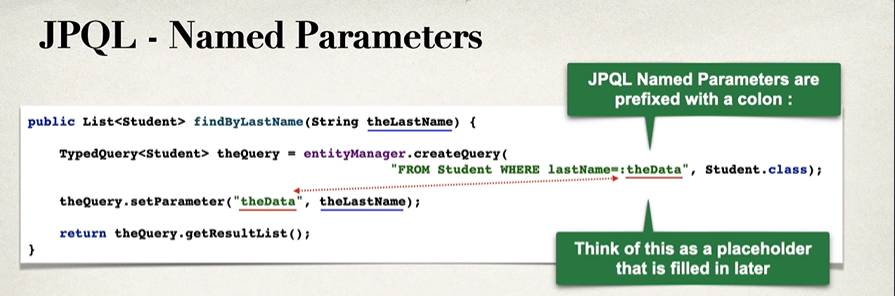 JPQL - Named Parameters
JPQL Named Parameters are
prefixed with a colon :
public List<Student> findByLastName(String theLastName) {
TypedQuery<Student> theQuery = entityManager.createQuery(
"FROM Student WHERE lastName=:theData", Student.class);
theQuery.setParameter("theData", theLastName);
return theQuery.getResultList();
}
Think of this as a placeholder
that is filled in later